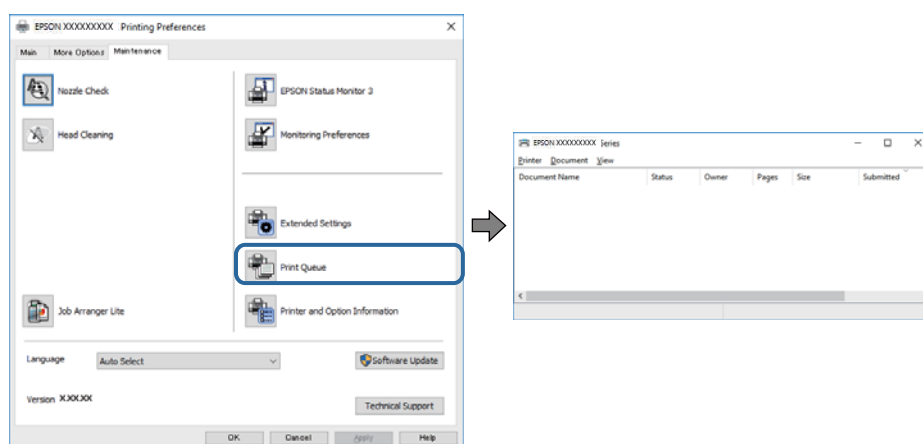 EPSON XXXXXXXXX Printing Preferences
Main More Options Maintenance
Nozzle Check
Head Cleaning
Job Arranger Lite
EPSON Status Monitor 3
Monitoring Preferences
Extended Settings
Print Queue
Printer and Option Information
Language Auto Select
Software Update
Version X.XX.XX
Technical Support
OK Cancel Apply Help
EPSON XXXXXXXXX Series
Printer Document View
Document Name Status Owner Pages Size Submitted